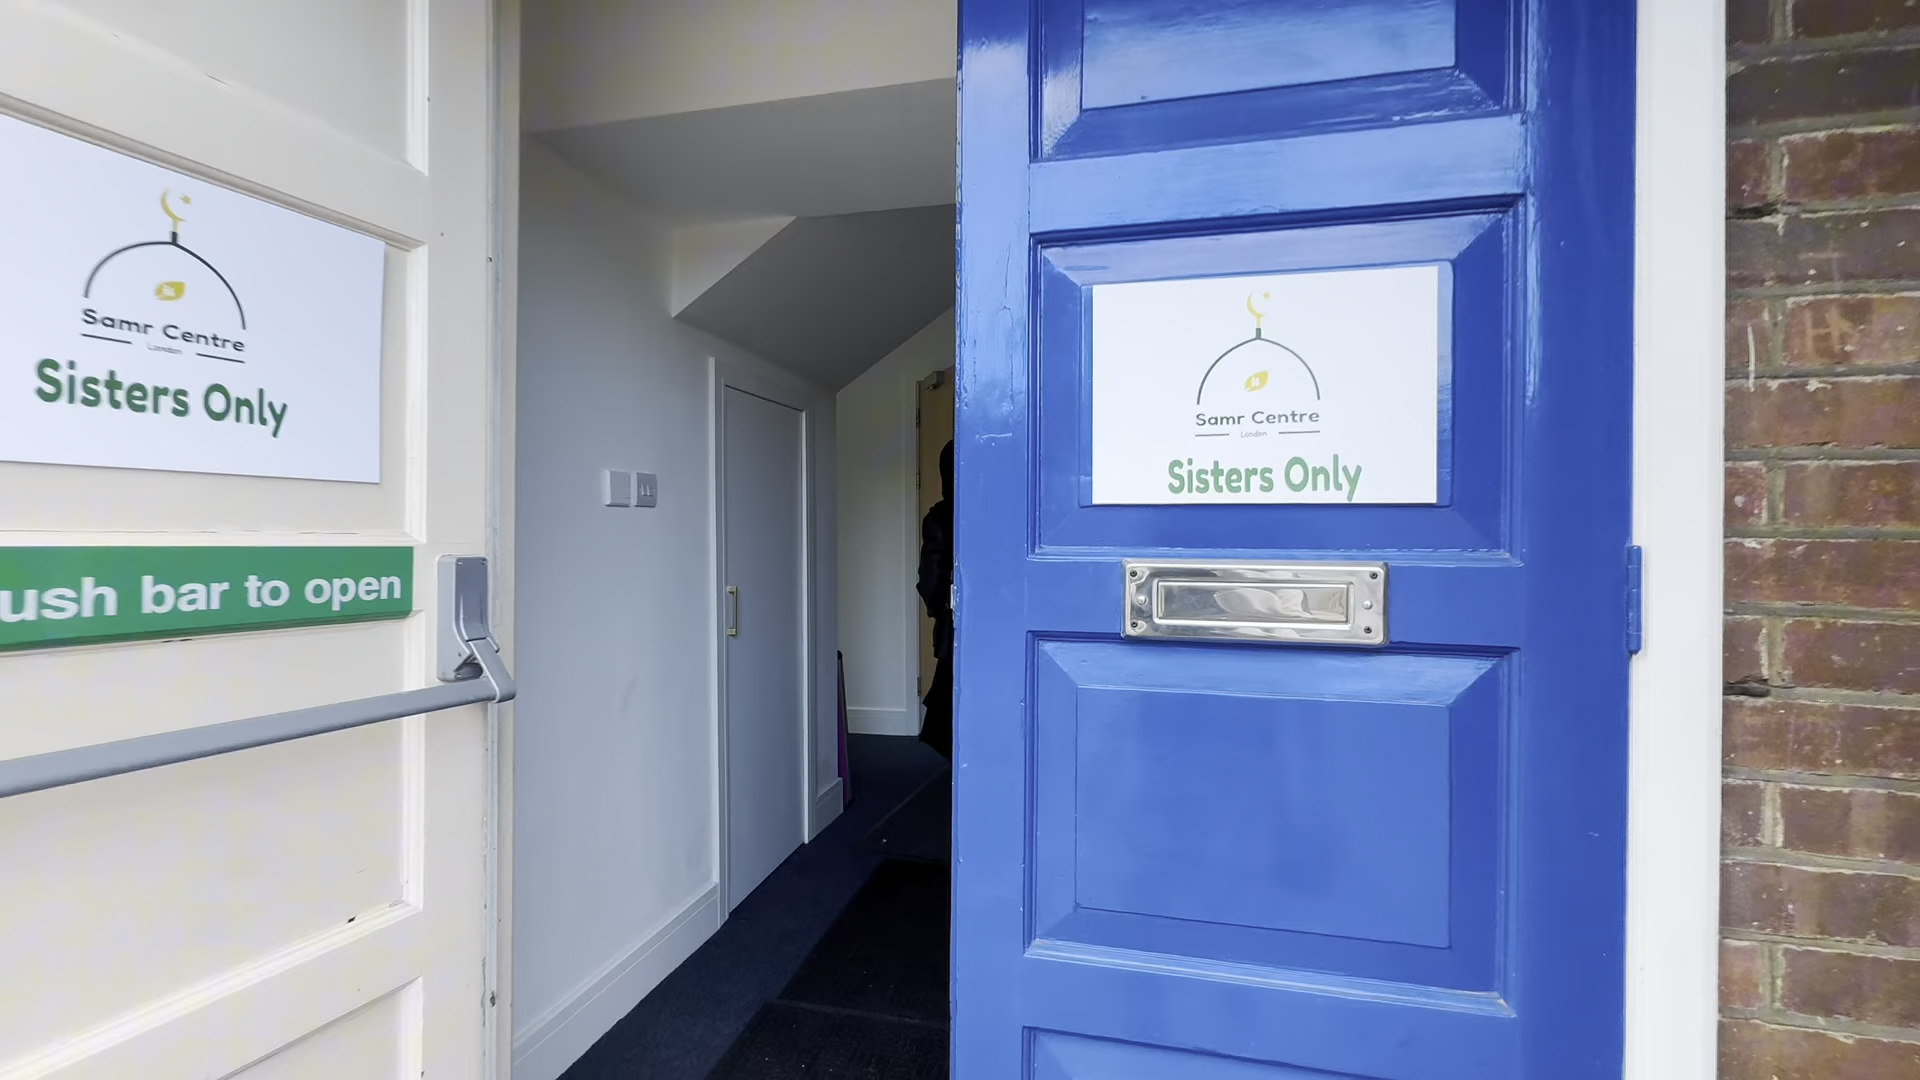 Samr Centre
London
Sisters Only
ush bar to open
Samr Centre
London
Sisters Only